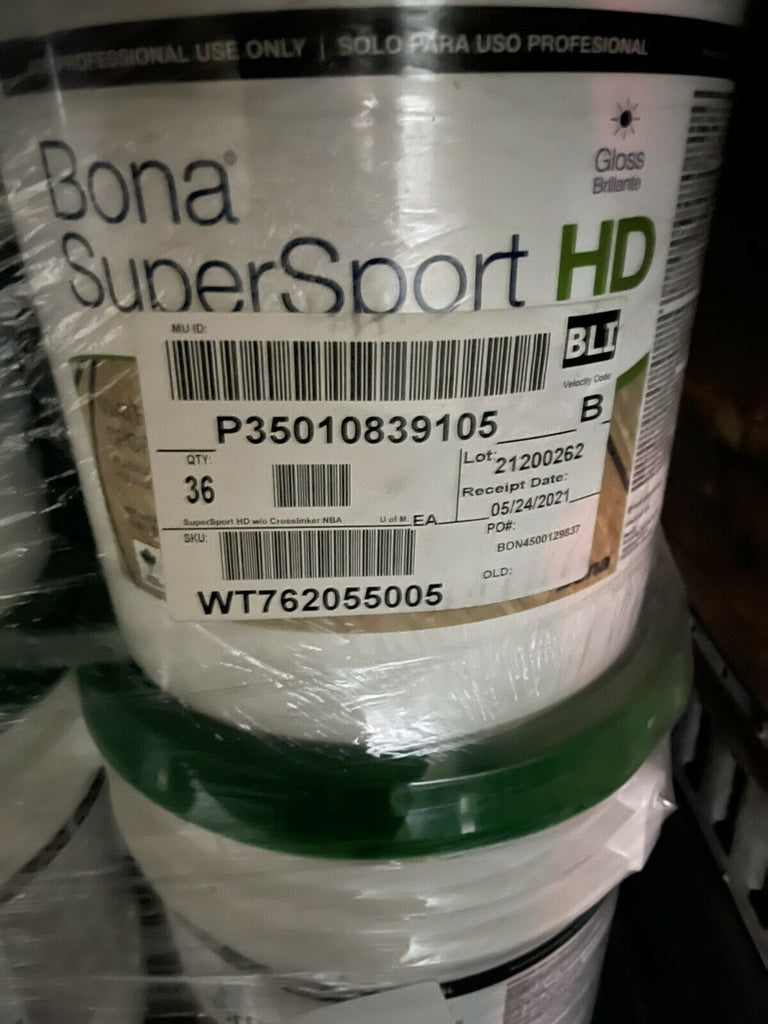 PROFESSIONAL USE ONLY | SOLO PARA USO PROFESIONAL
Gloss
Brillante
Bona®
SuperSport HD
MU ID:
BLI
Velocity Code:
B
P35010839105
QTY:
36
Lot: 21200262
Receipt Date:
05/24/2021
SuperSport HD w/o Crosslinker NBA U of M: EA
PO#:
BON4500129837
SKU:
OLD:
WT762055005